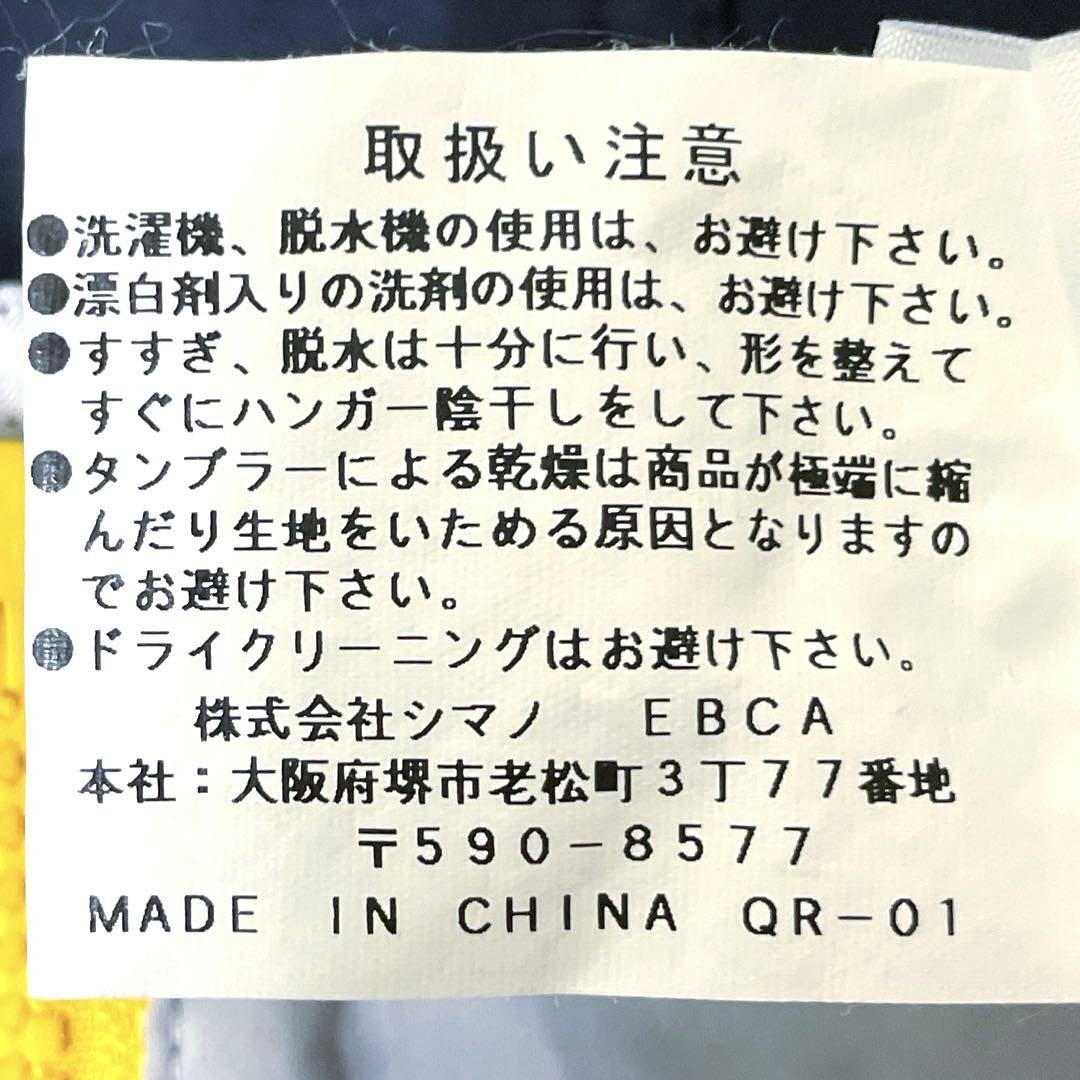 取扱い注意
●洗濯機、脱水機の使用は、お避け下さい。
●漂白剤入りの洗剤の使用は、お避け下さい。
●すすぎ、脱水は十分に行い、形を整えて
すぐにハンガー陰干しをして下さい。
●タンブラーによる乾燥は商品が極端に縮
んだり生地をいためる原因となりますの
でお避け下さい。
●ドライクリーニングはお避け下さい。
株式会社シマノ　ＥＢＣＡ
本社：大阪府堺市老松町３丁７７番地
〒５９０－８５７７
ＭＡＤＥ　ＩＮ　ＣＨＩＮＡ　ＱＲ－０１